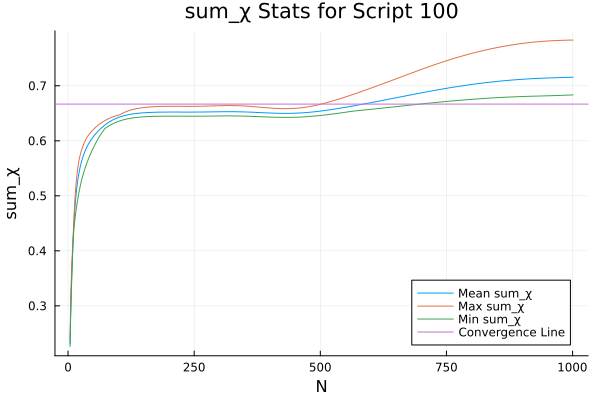 sum_χ Stats for Script 100
sum_χ
0.7
0.6
0.5
0.4
0.3
Mean sum_χ
Max sum_χ
Min sum_χ
Convergence Line
0 250 500 750 1000
N